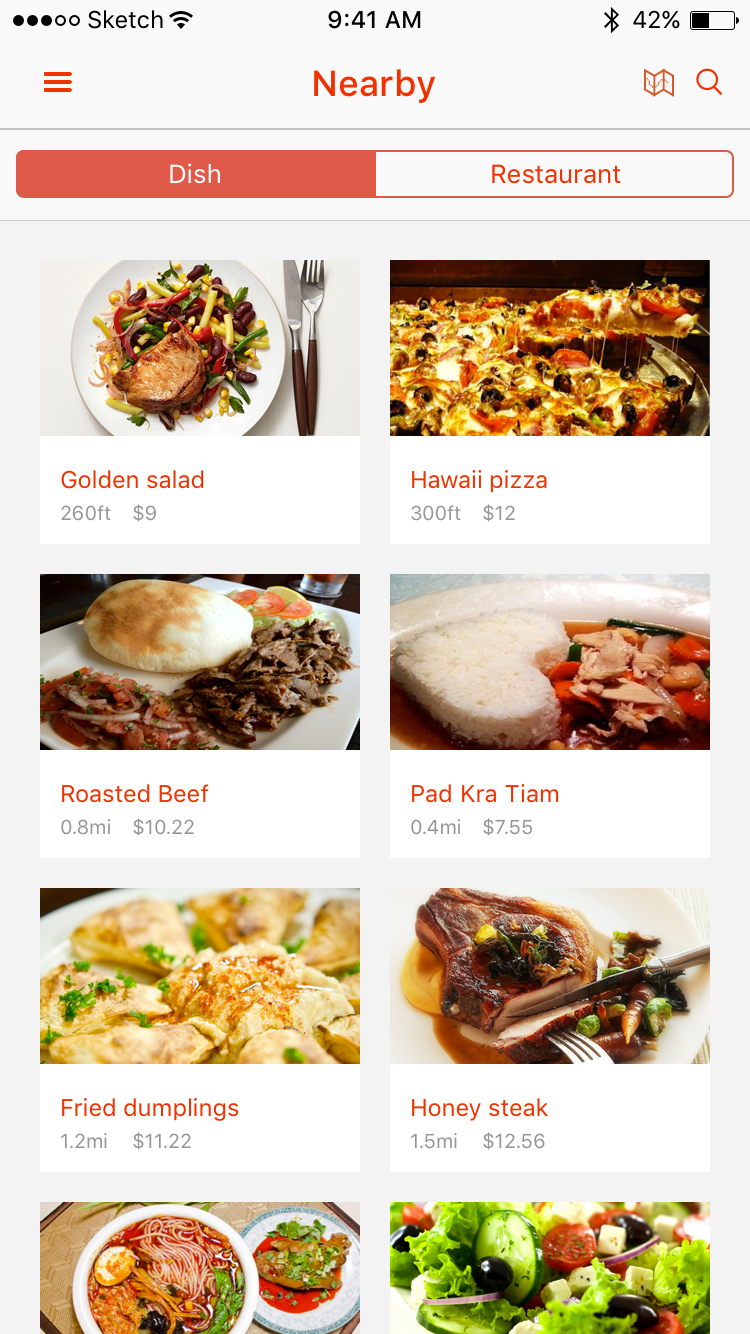 Sketch 9:41 AM 42%
Nearby
Dish Restaurant
Golden salad
260ft $9
Hawaii pizza
300ft $12
Roasted Beef
0.8mi $10.22
Pad Kra Tiam
0.4mi $7.55
Fried dumplings
1.2mi $11.22
Honey steak
1.5mi $12.56